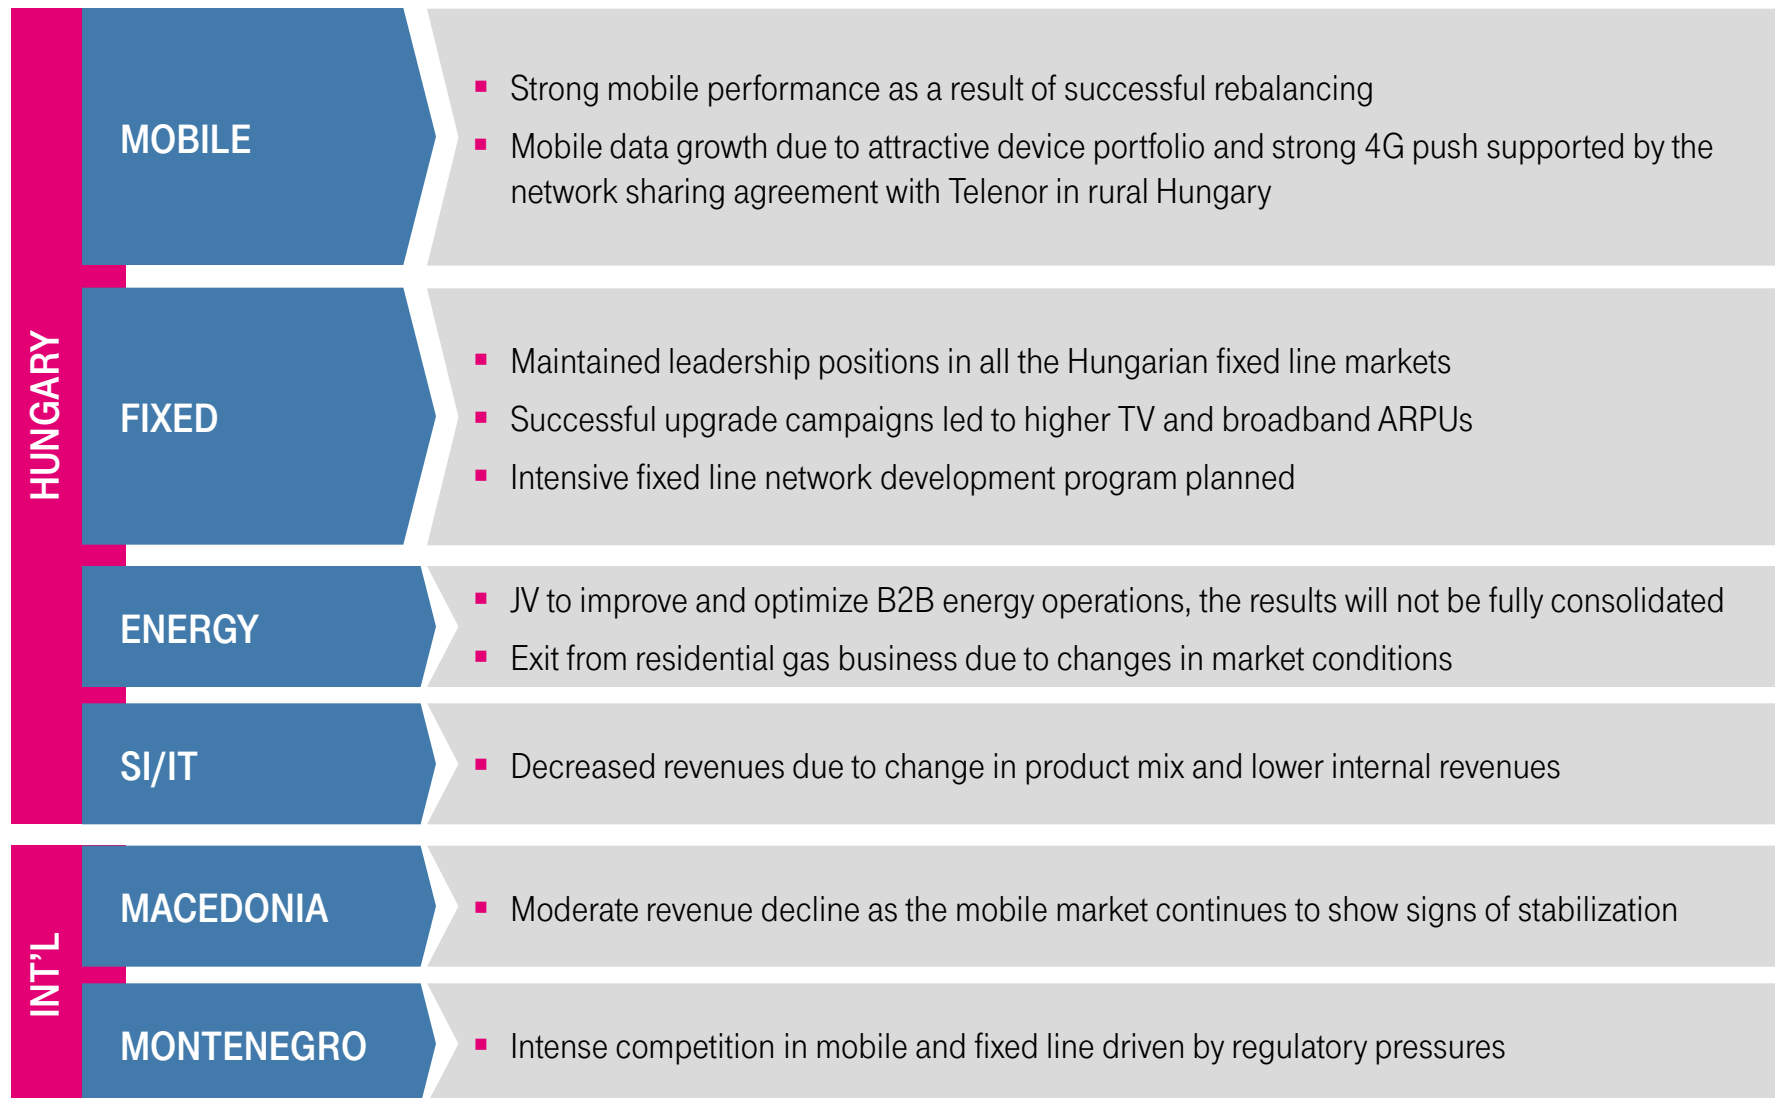 HUNGARY
MOBILE
▪ Strong mobile performance as a result of successful rebalancing
▪ Mobile data growth due to attractive device portfolio and strong 4G push supported by the
network sharing agreement with Telenor in rural Hungary
FIXED
▪ Maintained leadership positions in all the Hungarian fixed line markets
▪ Successful upgrade campaigns led to higher TV and broadband ARPUs
▪ Intensive fixed line network development program planned
ENERGY
▪ JV to improve and optimize B2B energy operations, the results will not be fully consolidated
▪ Exit from residential gas business due to changes in market conditions
SI/IT
▪ Decreased revenues due to change in product mix and lower internal revenues
INT'L
MACEDONIA
▪ Moderate revenue decline as the mobile market continues to show signs of stabilization
MONTENEGRO
▪ Intense competition in mobile and fixed line driven by regulatory pressures